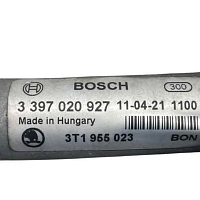 BOSCH 300
3 397 020 927 11-04-21 1100
Made in Hungary
3T1 955 023 BON